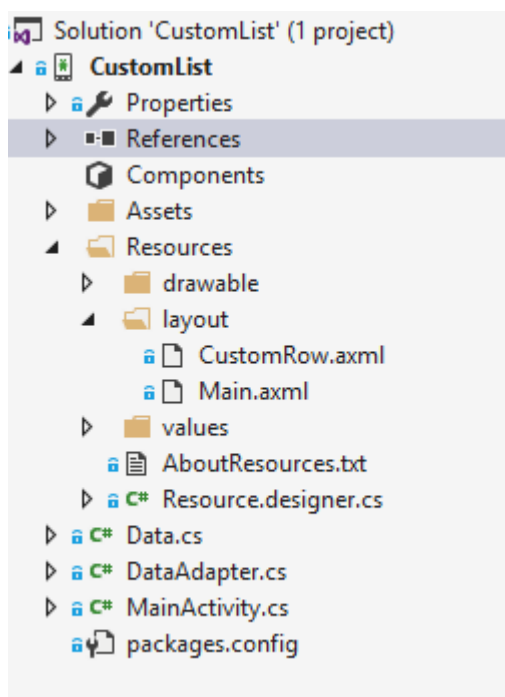 Solution 'CustomList' (1 project)
CustomList
Properties
References
Components
Assets
Resources
drawable
layout
CustomRow.axml
Main.axml
values
AboutResources.txt
C# Resource.designer.cs
C# Data.cs
C# DataAdapter.cs
C# MainActivity.cs
packages.config